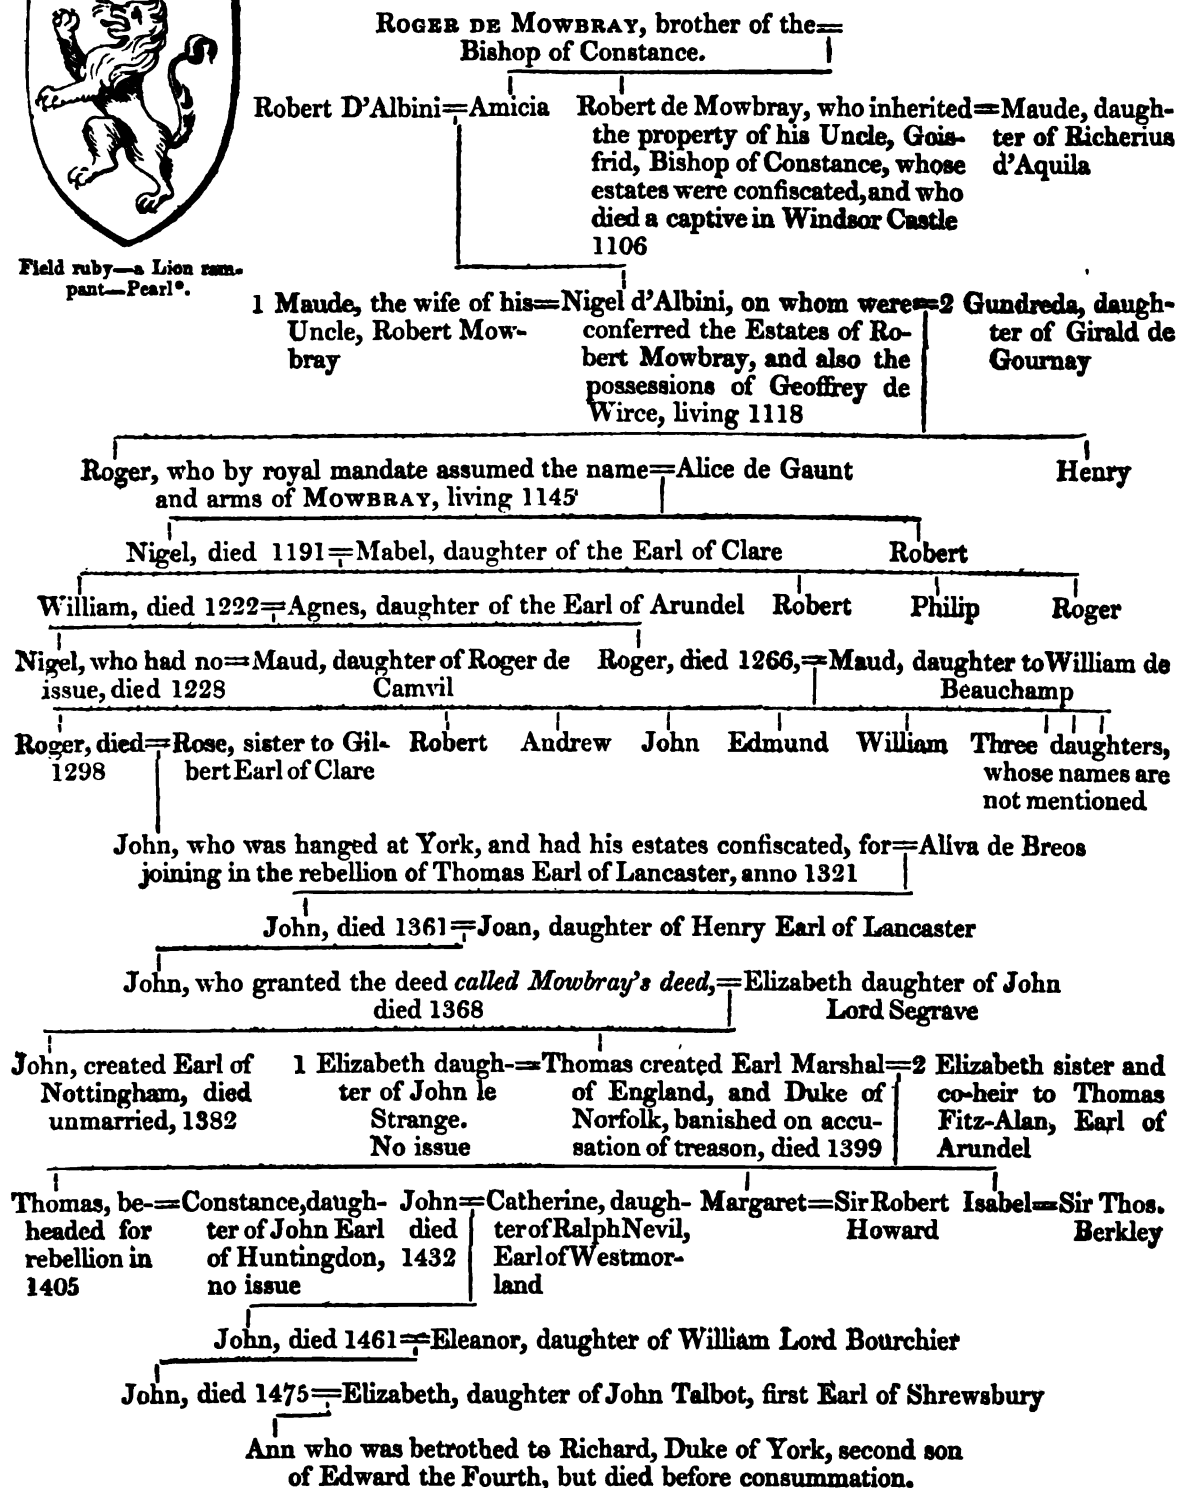 ROGER DE MOWBRAY, brother of the=
Bishop of Constance.
Robert D'Albini=Amicia
Robert de Mowbray, who inherited=Maude, daugh-
the property of his Uncle, Gois- ter of Richerius
frid, Bishop of Constance, whose d'Aquila
estates were confiscated, and who
died a captive in Windsor Castle
1106
Field ruby—a Lion ram-
pant—Pearl*.
1 Maude, the wife of his=Nigel d'Albini, on whom were=2 Gundreda, daugh-
Uncle, Robert Mow- conferred the Estates of Ro- ter of Girald de
bray bert Mowbray, and also the Gournay
possessions of Geoffrey de
Wirce, living 1118
Roger, who by royal mandate assumed the name=Alice de Gaunt Henry
and arms of MOWBRAY, living 1145
Nigel, died 1191=Mabel, daughter of the Earl of Clare Robert
William, died 1222=Agnes, daughter of the Earl of Arundel Robert Philip Roger
Nigel, who had no=Maud, daughter of Roger de Roger, died 1266,=Maud, daughter to William de
issue, died 1228 Camvil Beauchamp
Roger, died=Rose, sister to Gil- Robert Andrew John Edmund William Three daughters,
1298 bert Earl of Clare whose names are
not mentioned
John, who was hanged at York, and had his estates confiscated, for=Aliva de Breos
joining in the rebellion of Thomas Earl of Lancaster, anno 1321
John, died 1361=Joan, daughter of Henry Earl of Lancaster
John, who granted the deed called Mowbray's deed,=Elizabeth daughter of John
died 1368 Lord Segrave
John, created Earl of 1 Elizabeth daugh-=Thomas created Earl Marshal=2 Elizabeth sister and
Nottingham, died ter of John le of England, and Duke of co-heir to Thomas
unmarried, 1382 Strange. Norfolk, banished on accu- Fitz-Alan, Earl of
No issue sation of treason, died 1399 Arundel
Thomas, be-=Constance, daugh- John=Catherine, daugh- Margaret=Sir Robert Isabel=Sir Thos.
headed for ter of John Earl died ter of Ralph Nevil, Howard Berkley
rebellion in of Huntingdon, 1432 Earl of Westmor-
1405 no issue land
John, died 1461=Eleanor, daughter of William Lord Bourchier
John, died 1475=Elizabeth, daughter of John Talbot, first Earl of Shrewsbury
Ann who was betrothed to Richard, Duke of York, second son
of Edward the Fourth, but died before consummation.